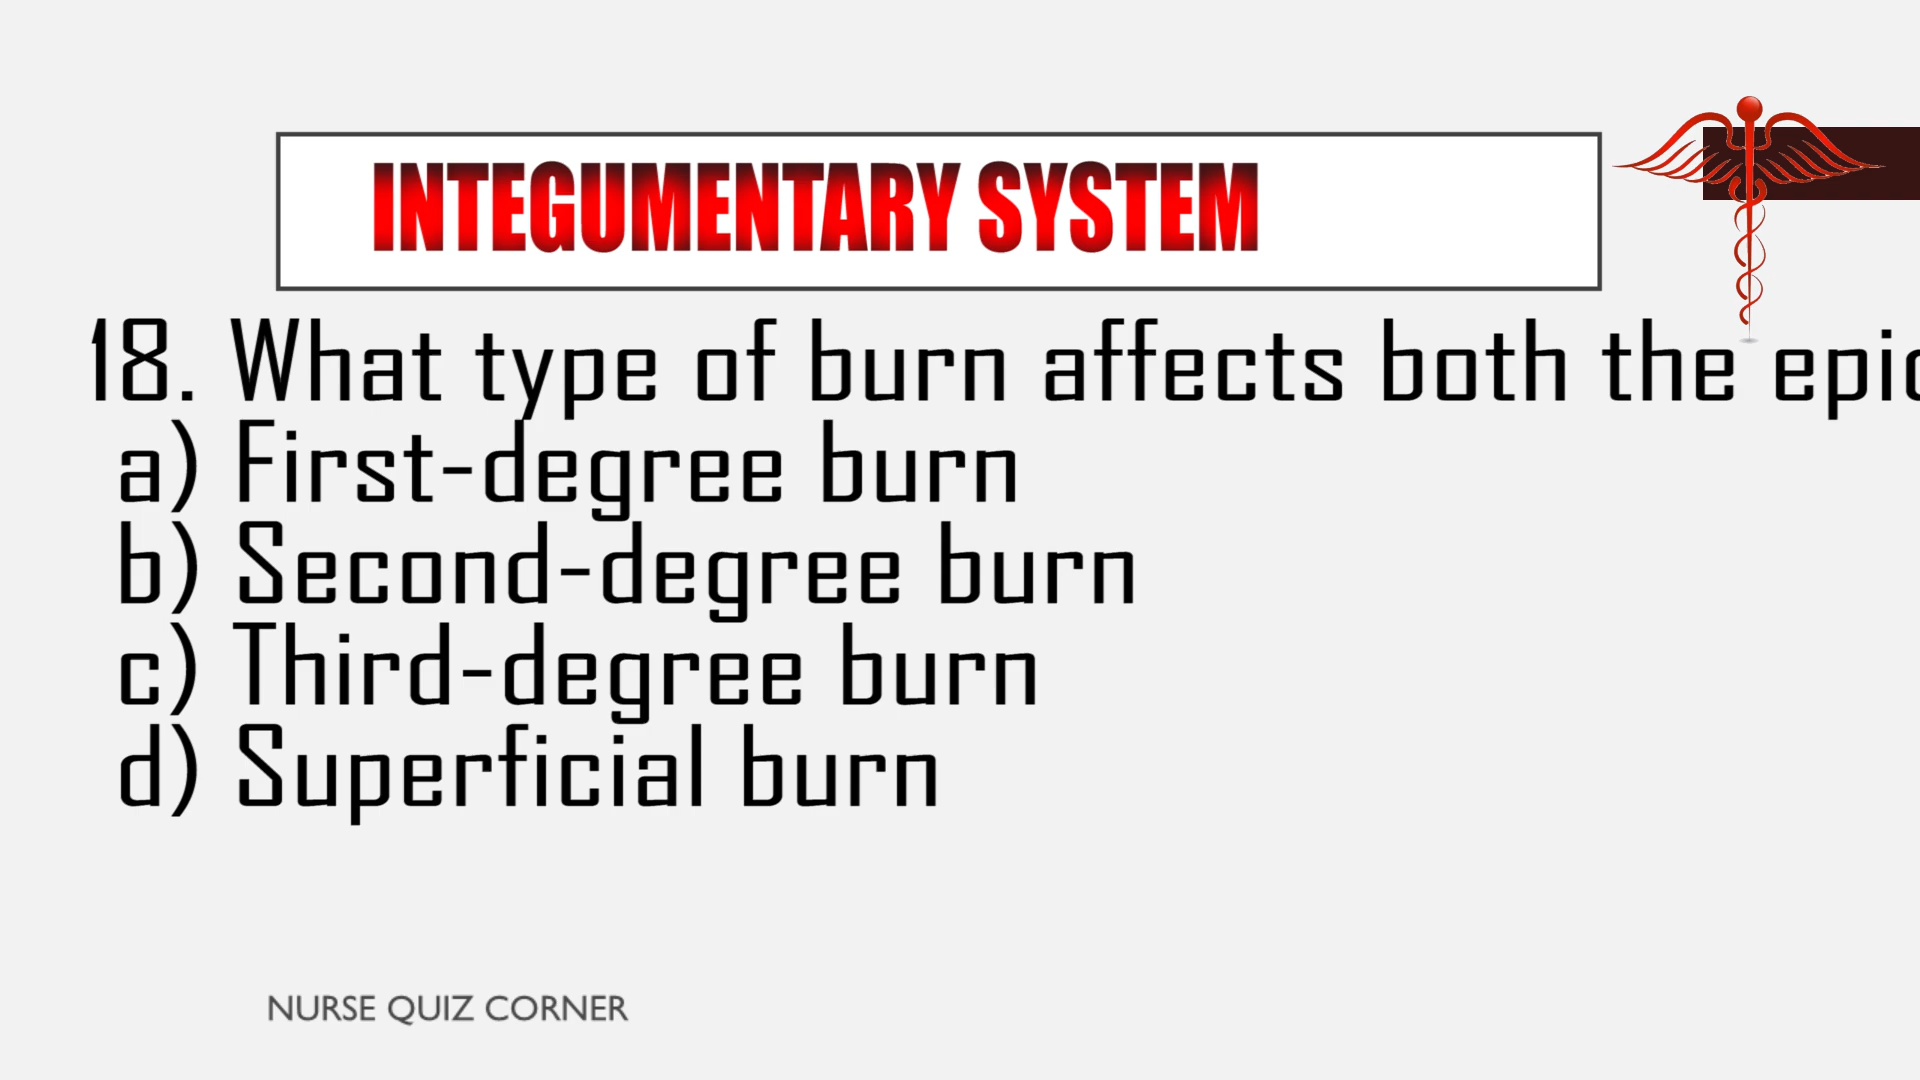 INTEGUMENTARY SYSTEM
18. What type of burn affects both the
a) First-degree burn
b) Second-degree burn
c) Third-degree burn
d) Superficial burn
NURSE QUIZ CORNER